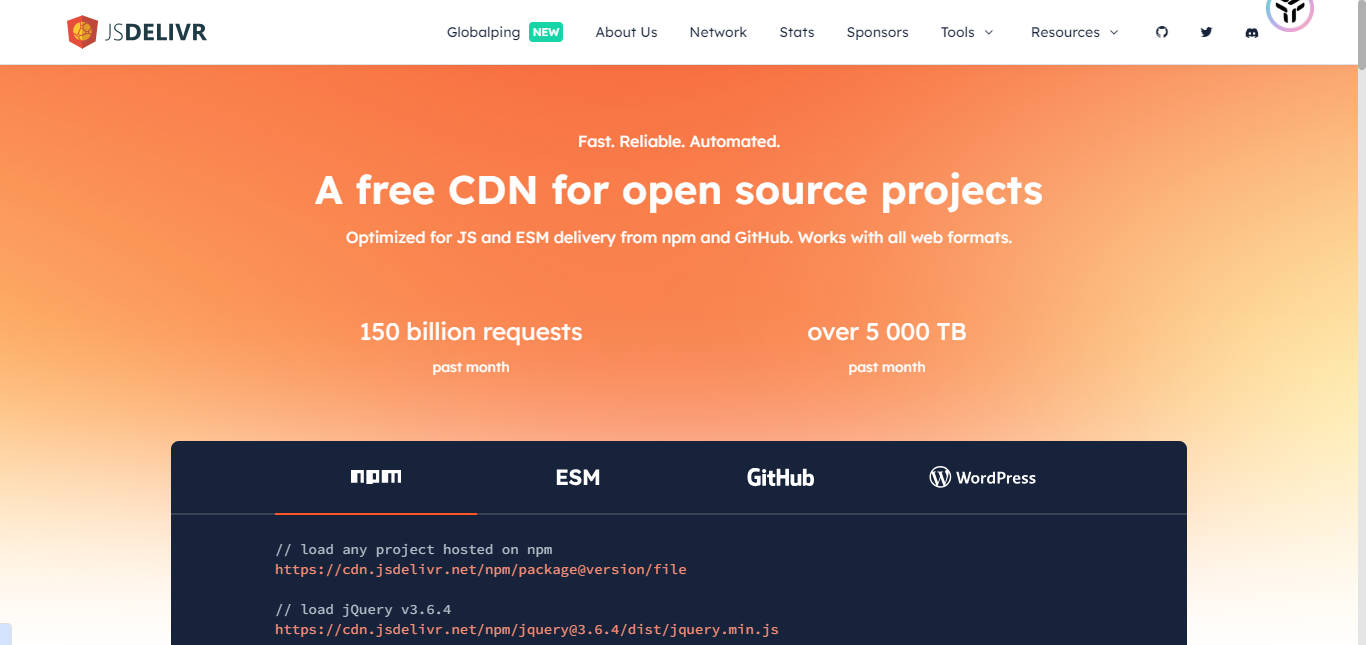 JSDELIVR
Globalping NEW About Us Network Stats Sponsors Tools Resources
Fast. Reliable. Automated.
A free CDN for open source projects
Optimized for JS and ESM delivery from npm and GitHub. Works with all web formats.
150 billion requests over 5 000 TB
past month past month
npm ESM GitHub WordPress
// load any project hosted on npm
https://cdn.jsdelivr.net/npm/package@version/file
// load jQuery v3.6.4
https://cdn.jsdelivr.net/npm/jquery@3.6.4/dist/jquery.min.js